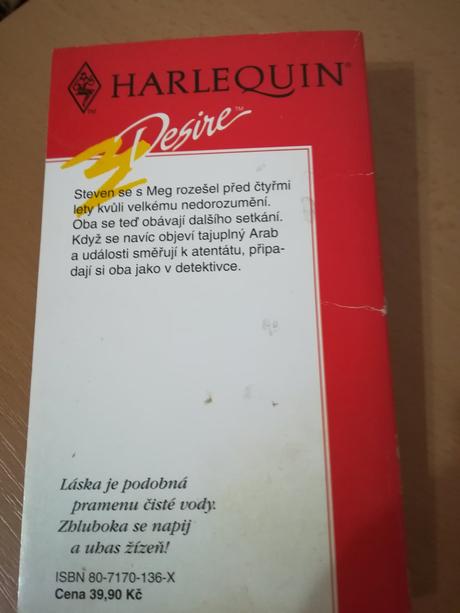 HARLEQUIN®
TM
Desire™
Steven se s Meg rozešel před čtyřmi
lety kvůli velkému nedorozumění.
Oba se teď obávají dalšího setkání.
Když se navíc objeví tajuplný Arab
a události směřují k atentátu, připa-
dají si oba jako v detektivce.
Láska je podobná
pramenu čisté vody.
Zhluboka se napij
a uhas žízeň!
ISBN 80-7170-136-X
Cena 39,90 Kč